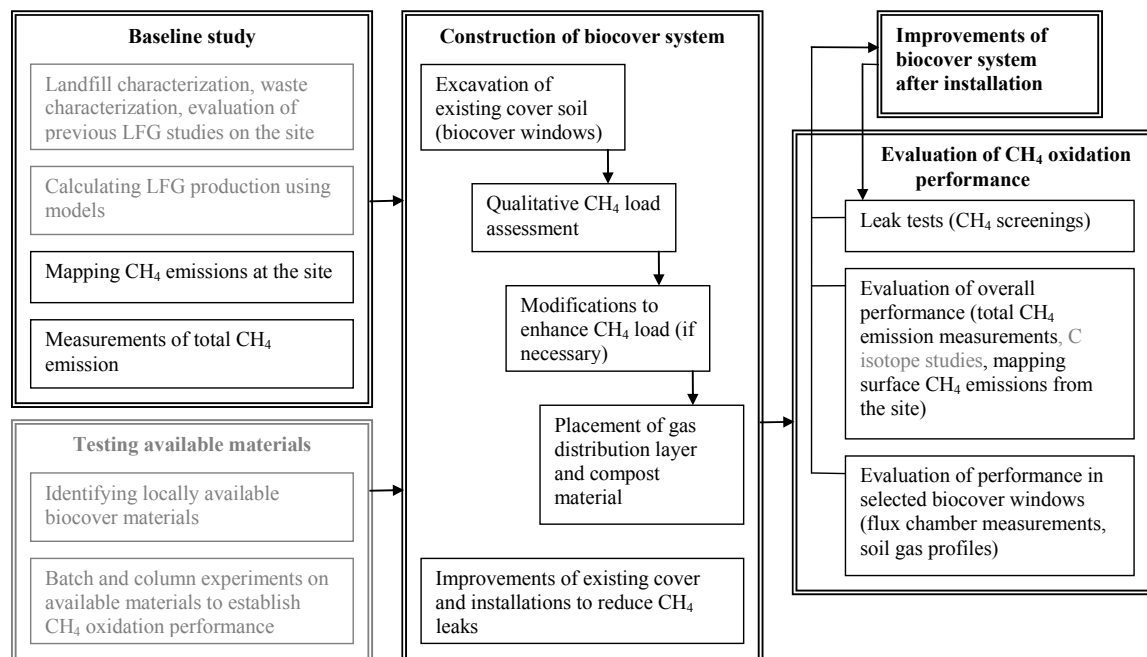 Baseline study
Landfill characterization, waste
characterization, evaluation of
previous LFG studies on the site
Calculating LFG production using
models
Mapping CH₄ emissions at the site
Measurements of total CH₄
emission
Testing available materials
Identifying locally available
biocover materials
Batch and column experiments on
available materials to establish
CH₄ oxidation performance
Construction of biocover system
Excavation of
existing cover soil
(biocover windows)
Qualitative CH₄ load
assessment
Modifications to
enhance CH₄ load (if
necessary)
Placement of gas
distribution layer
and compost
material
Improvements of existing cover
and installations to reduce CH₄
leaks
Improvements of
biocover system
after installation
Evaluation of CH₄ oxidation
performance
Leak tests (CH₄ screenings)
Evaluation of overall
performance (total CH₄
emission measurements, C
isotope studies, mapping
surface CH₄ emissions from
the site)
Evaluation of performance in
selected biocover windows
(flux chamber measurements,
soil gas profiles)